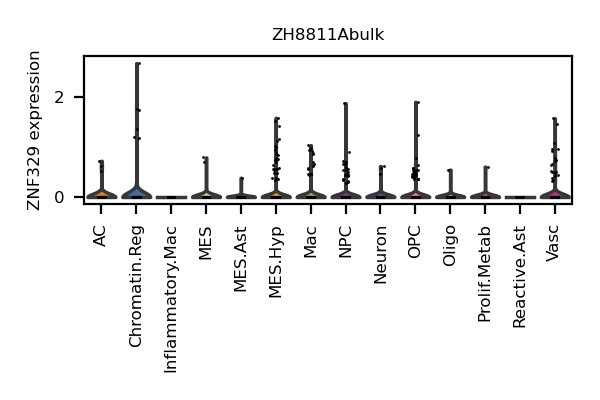 ZH8811Abulk
ZNF329 expression
2
0
AC
Chromatin.Reg
Inflammatory.Mac
MES
MES.Ast
MES.Hyp
Mac
NPC
Neuron
OPC
Oligo
Prolif.Metab
Reactive.Ast
Vasc